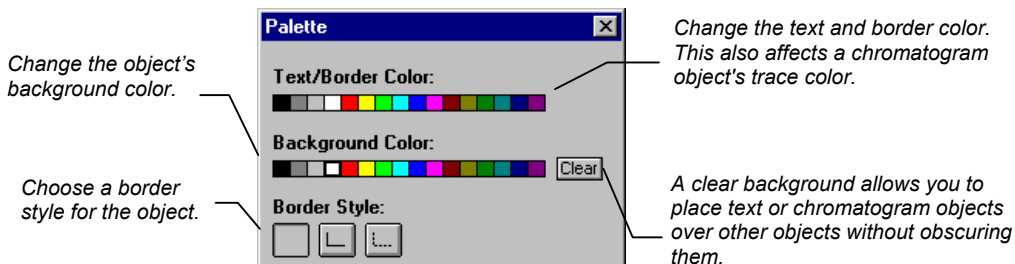 Palette
Change the text and border color.
This also affects a chromatogram
object's trace color.
Change the object's
background color.
Text/Border Color:
Background Color:
Clear
Choose a border
style for the object.
Border Style:
A clear background allows you to
place text or chromatogram objects
over other objects without obscuring
them.